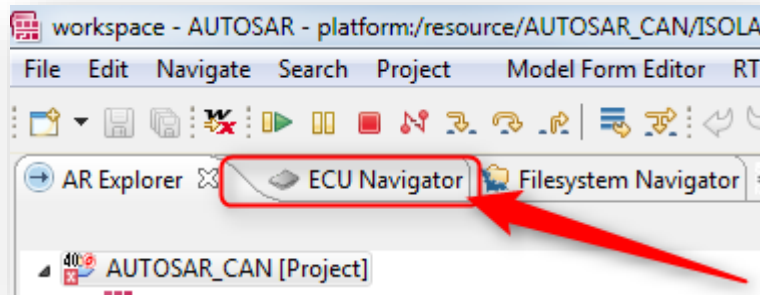 workspace - AUTOSAR - platform:/resource/AUTOSAR_CAN/ISOLA
File Edit Navigate Search Project Model Form Editor RT
AR Explorer ECU Navigator Filesystem Navigator
AUTOSAR_CAN [Project]